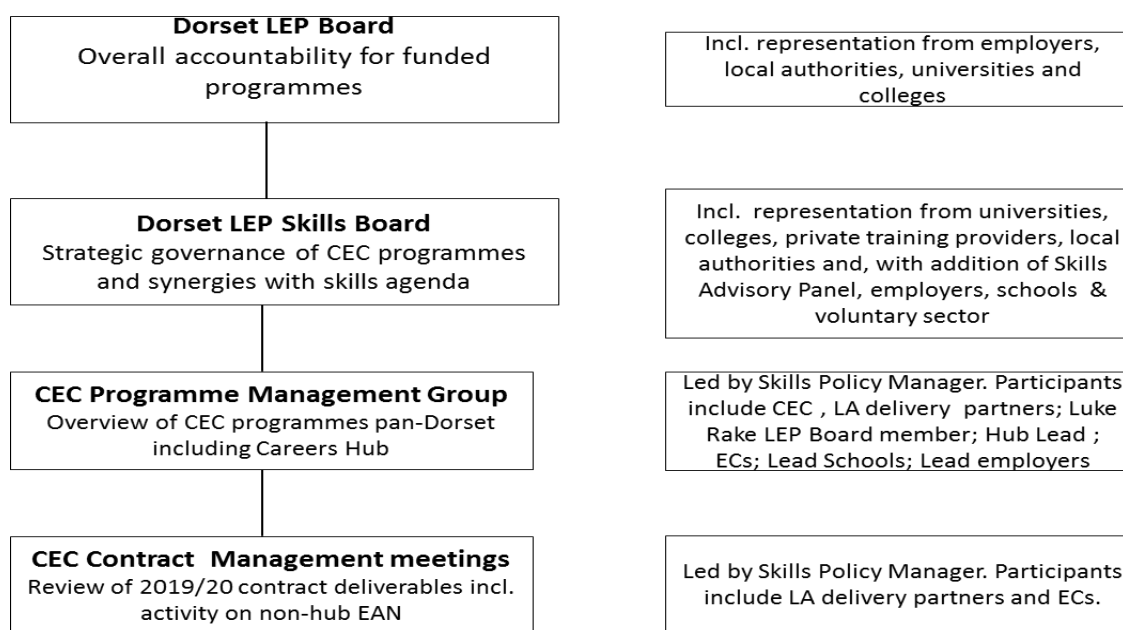 Dorset LEP Board
Overall accountability for funded
programmes
Incl. representation from employers,
local authorities, universities and
colleges
Dorset LEP Skills Board
Strategic governance of CEC programmes
and synergies with skills agenda
Incl. representation from universities,
colleges, private training providers, local
authorities and, with addition of Skills
Advisory Panel, employers, schools &
voluntary sector
CEC Programme Management Group
Overview of CEC programmes pan-Dorset
including Careers Hub
Led by Skills Policy Manager. Participants
include CEC , LA delivery partners; Luke
Rake LEP Board member; Hub Lead ;
ECs; Lead Schools; Lead employers
CEC Contract Management meetings
Review of 2019/20 contract deliverables incl.
activity on non-hub EAN
Led by Skills Policy Manager. Participants
include LA delivery partners and ECs.